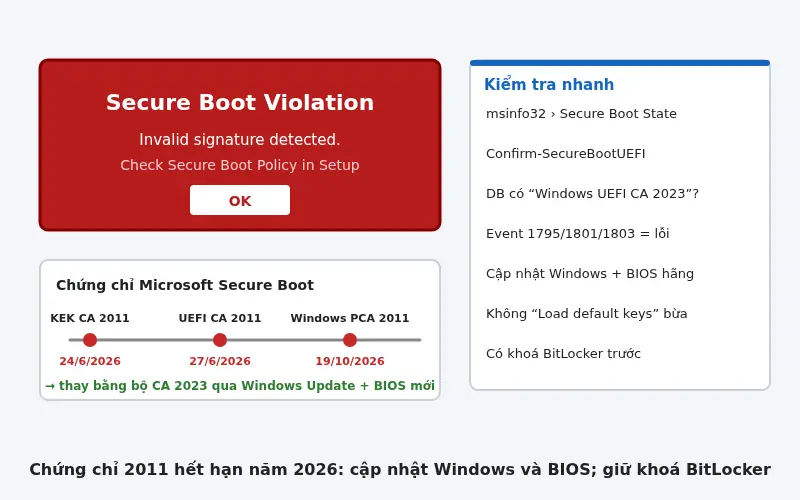 Secure Boot Violation
Invalid signature detected.
Check Secure Boot Policy in Setup
OK
Chứng chỉ Microsoft Secure Boot
KEK CA 2011 UEFI CA 2011 Windows PCA 2011
24/6/2026 27/6/2026 19/10/2026
→ thay bằng bộ CA 2023 qua Windows Update + BIOS mới
Kiểm tra nhanh
msinfo32 › Secure Boot State
Confirm-SecureBootUEFI
DB có “Windows UEFI CA 2023”?
Event 1795/1801/1803 = lỗi
Cập nhật Windows + BIOS hãng
Không “Load default keys” bừa
Có khoá BitLocker trước
Chứng chỉ 2011 hết hạn năm 2026: cập nhật Windows và BIOS; giữ khoá BitLocker